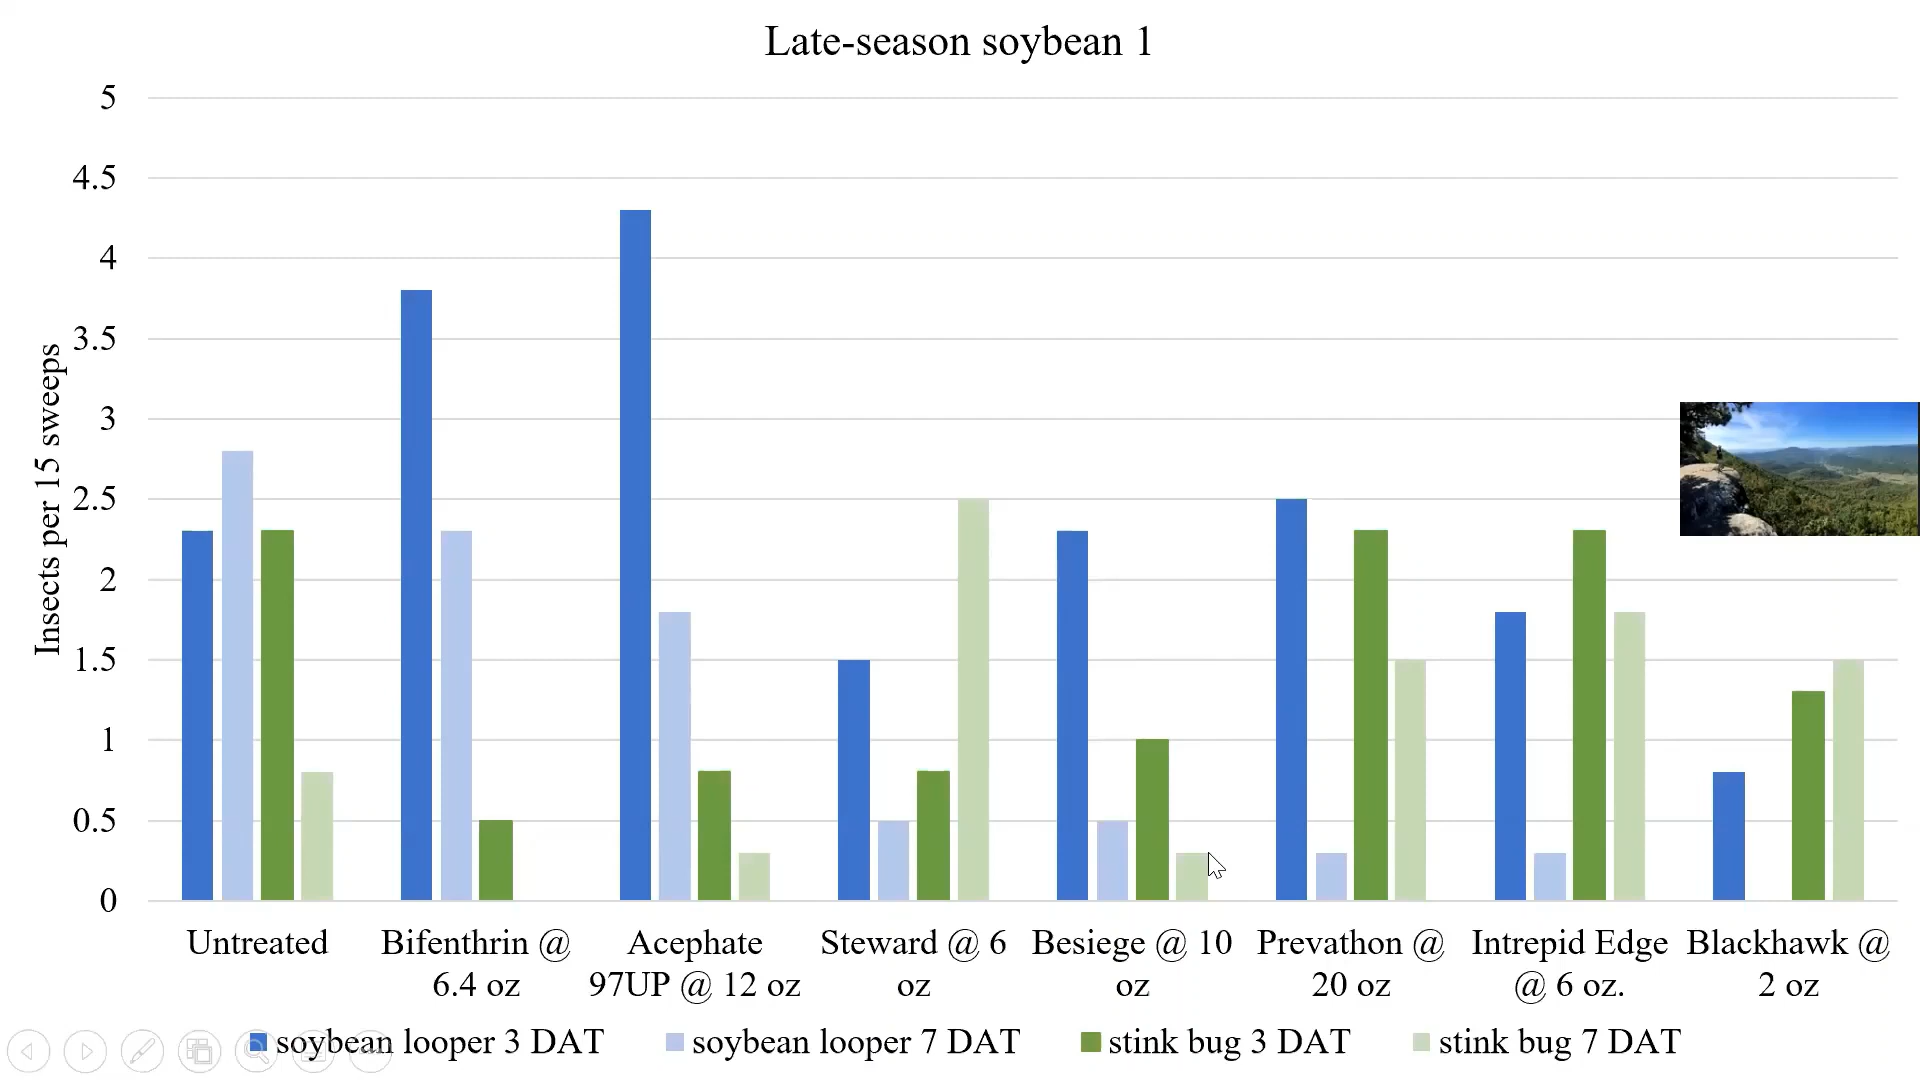 Late-season soybean 1
Insects per 15 sweeps
5
4.5
4
3.5
3
2.5
2
1.5
1
0.5
0
Untreated
Bifenthrin @
6.4 oz
Acephate
97UP @ 12 oz
Steward @ 6
oz
Besiege @ 10
oz
Prevathon @
20 oz
Intrepid Edge
@ 6 oz.
Blackhawk @
2 oz
soybean looper 3 DAT
soybean looper 7 DAT
stink bug 3 DAT
stink bug 7 DAT